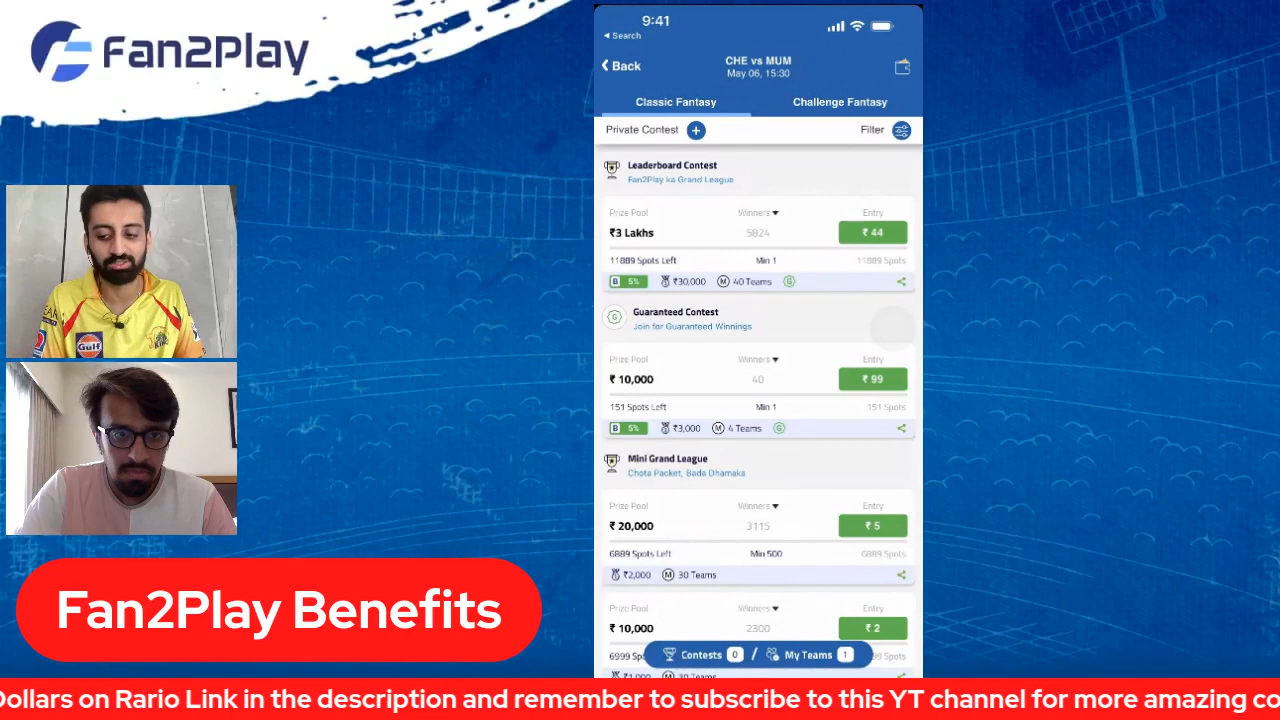 Fan2Play
9:41
Search
Back
CHE vs MUM
May 06, 15:30
Classic Fantasy
Challenge Fantasy
Private Contest
Filter
Leaderboard Contest
Fan2Play ka Grand League
Prize Pool Winners Entry
₹3 Lakhs 5824 ₹ 44
11889 Spots Left Min 1 11889 Spots
B 5% ₹30,000 M 40 Teams G
G Guaranteed Contest
Join for Guaranteed Winnings
Prize Pool Winners Entry
₹ 10,000 40 ₹ 99
151 Spots Left Min 1 151 Spots
B 5% ₹3,000 M 4 Teams G
Mini Grand League
Chota Packet, Bada Dhamaka
Prize Pool Winners Entry
₹ 20,000 3115 ₹ 5
6889 Spots Left Min 500 6889 Spots
₹2,000 M 30 Teams
Prize Pool Winners Entry
₹ 10,000 2300 ₹ 2
Contests 0 / My Teams 1
Gulf
Fan2Play Benefits
Dollars on Rario Link in the description and remember to subscribe to this YT channel for more amazing co